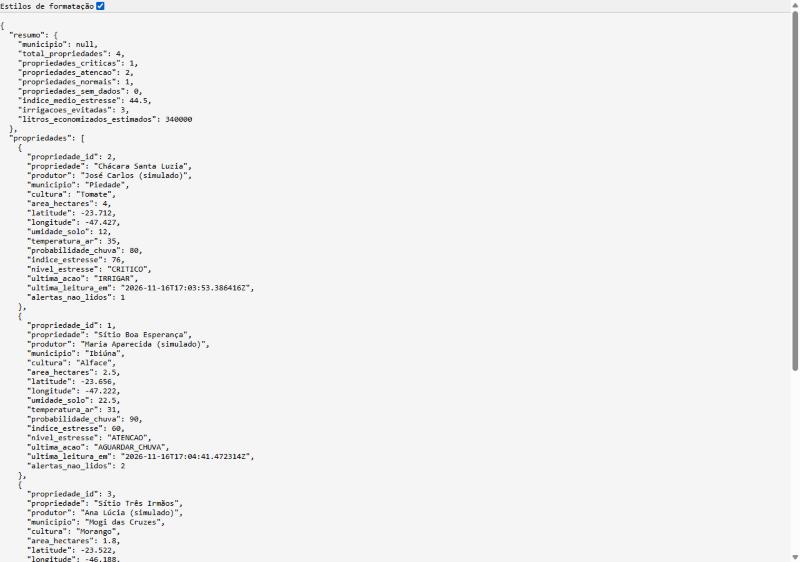 Estilos de formatação
{
  "resumo": {
    "municipio": null,
    "total_propriedades": 4,
    "propriedades_criticas": 1,
    "propriedades_atencao": 2,
    "propriedades_normais": 1,
    "propriedades_sem_dados": 0,
    "indice_medio_estresse": 44.5,
    "irrigacoes_evitadas": 3,
    "litros_economizados_estimados": 340000
  },
  "propriedades": [
    {
      "propriedade_id": 2,
      "propriedade": "Chácara Santa Luzia",
      "produtor": "José Carlos (simulado)",
      "municipio": "Piedade",
      "cultura": "Tomate",
      "area_hectares": 4,
      "latitude": -23.712,
      "longitude": -47.427,
      "umidade_solo": 12,
      "temperatura_ar": 35,
      "probabilidade_chuva": 80,
      "indice_estresse": 76,
      "nivel_estresse": "CRITICO",
      "ultima_acao": "IRRIGAR",
      "ultima_leitura_em": "2026-11-16T17:03:53.386416Z",
      "alertas_nao_lidos": 1
    },
    {
      "propriedade_id": 1,
      "propriedade": "Sítio Boa Esperança",
      "produtor": "Maria Aparecida (simulado)",
      "municipio": "Ibiúna",
      "cultura": "Alface",
      "area_hectares": 2.5,
      "latitude": -23.656,
      "longitude": -47.222,
      "umidade_solo": 22.5,
      "temperatura_ar": 31,
      "probabilidade_chuva": 90,
      "indice_estresse": 60,
      "nivel_estresse": "ATENCAO",
      "ultima_acao": "AGUARDAR_CHUVA",
      "ultima_leitura_em": "2026-11-16T17:04:41.472314Z",
      "alertas_nao_lidos": 2
    },
    {
      "propriedade_id": 3,
      "propriedade": "Sítio Três Irmãos",
      "produtor": "Ana Lúcia (simulado)",
      "municipio": "Mogi das Cruzes",
      "cultura": "Morango",
      "area_hectares": 1.8,
      "latitude": -23.522,
      "longitude": -46.188,